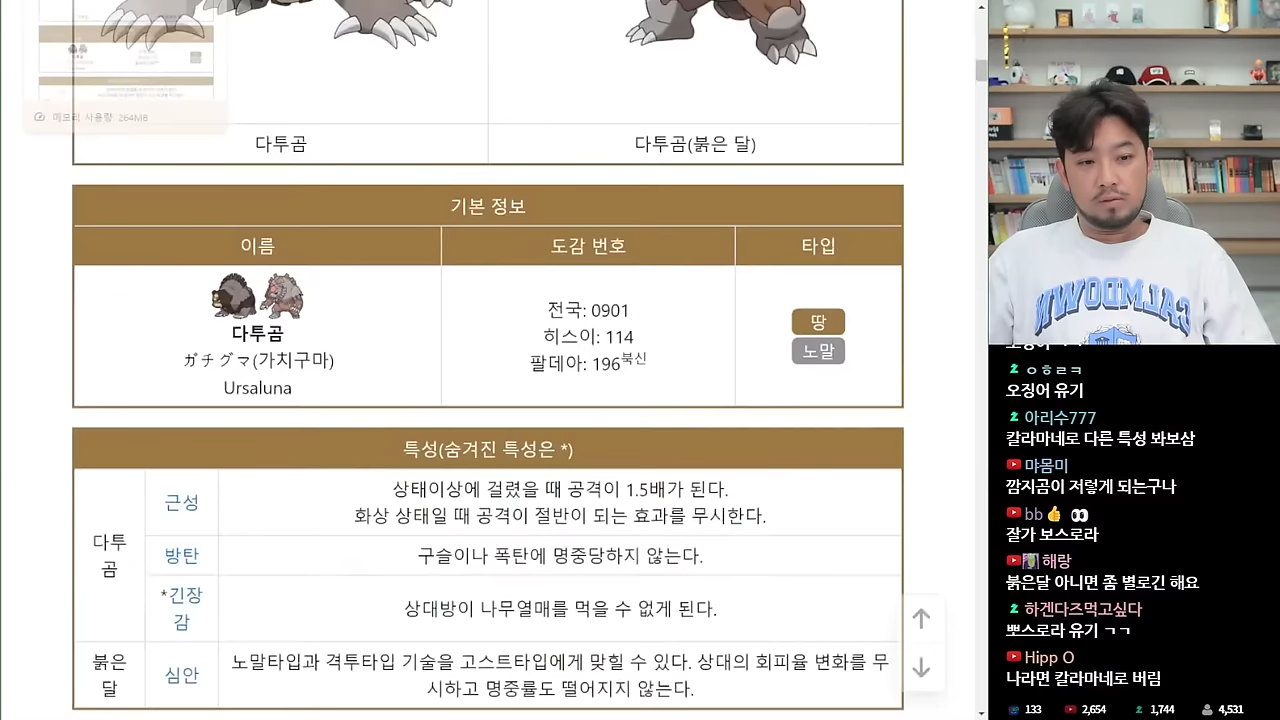 메모리 사용량: 264MB
다투곰
다투곰(붉은 달)
기본 정보
이름
도감 번호
타입
다투곰
ガチグマ(가치구마)
Ursaluna
전국: 0901
히스이: 114
팔데아: 196북신
땅
노말
특성(숨겨진 특성은 *)
다투
곰
근성
상태이상에 걸렸을 때 공격이 1.5배가 된다.
화상 상태일 때 공격이 절반이 되는 효과를 무시한다.
방탄
구슬이나 폭탄에 명중당하지 않는다.
*긴장
감
상대방이 나무열매를 먹을 수 없게 된다.
붉은
달
심안
노말타입과 격투타입 기술을 고스트타입에게 맞힐 수 있다. 상대의 회피율 변화를 무
시하고 명중률도 떨어지지 않는다.
CALMDOWN
ㅇㅎㄹㅋ
오징어 유기
아리수777
칼라마네로 다른 특성 봐보삼
먀몸미
깜지곰이 저렇게 되는구나
bb👍 👀
잘가 보스로라
해랑
붉은달 아니면 좀 별로긴 해요
하겐다즈먹고싶다
뽀스로라 유기 ㄱㄱ
Hipp O
나라면 칼라마네로 버림
133
2,654
1,744
4,531